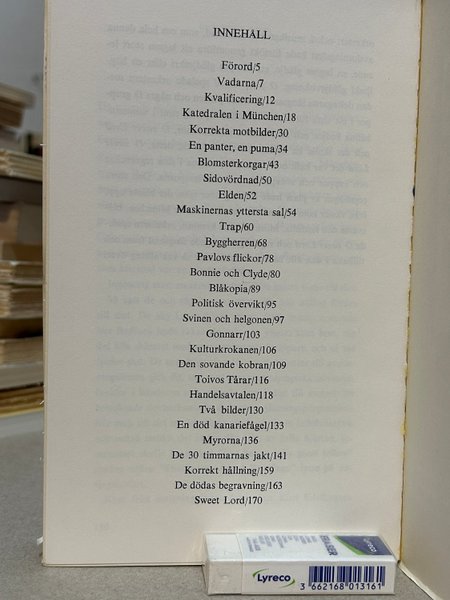 INNEHÅLL
Förord/5
Vadarna/7
Kvalificering/12
Katedralen i München/18
Korrekta motbilder/30
En panter, en puma/34
Blomsterkorgar/43
Sidovördnad/50
Elden/52
Maskinernas yttersta sal/54
Trap/60
Byggherren/68
Pavlovs flickor/78
Bonnie och Clyde/80
Blåkopia/89
Politisk övervikt/95
Svinen och helgonen/97
Gonnarr/103
Kulturkrokanen/106
Den sovande kobran/109
Toivos Tårar/116
Handelsavtalen/118
Två bilder/130
En död kanariefågel/133
Myrorna/136
De 30 timmarnas jakt/141
Korrekt hållning/159
De dödas begravning/163
Sweet Lord/170
ERASER
Lyreco
3 662168 013161